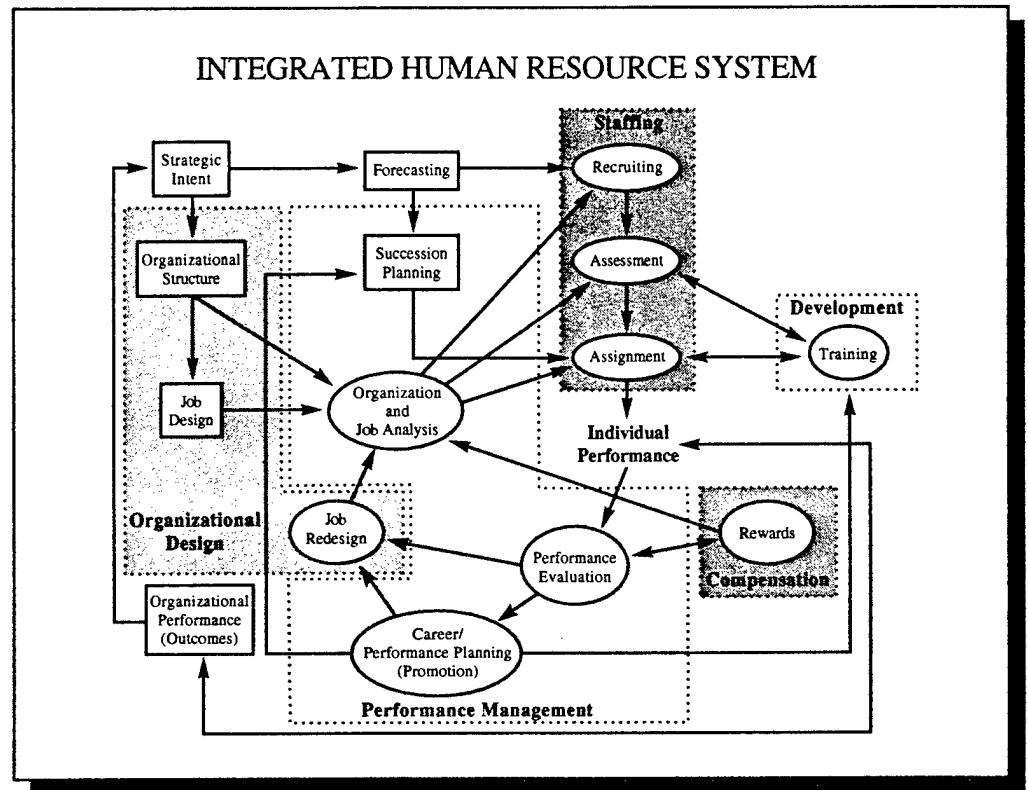 INTEGRATED HUMAN RESOURCE SYSTEM
Staffing
Strategic
Intent
Forecasting
Recruiting
Organizational
Structure
Succession
Planning
Assessment
Development
Training
Assignment
Job
Design
Organization
and
Job Analysis
Individual
Performance
Organizational
Design
Job
Redesign
Performance
Evaluation
Rewards
Compensation
Organizational
Performance
(Outcomes)
Career/
Performance Planning
(Promotion)
Performance Management